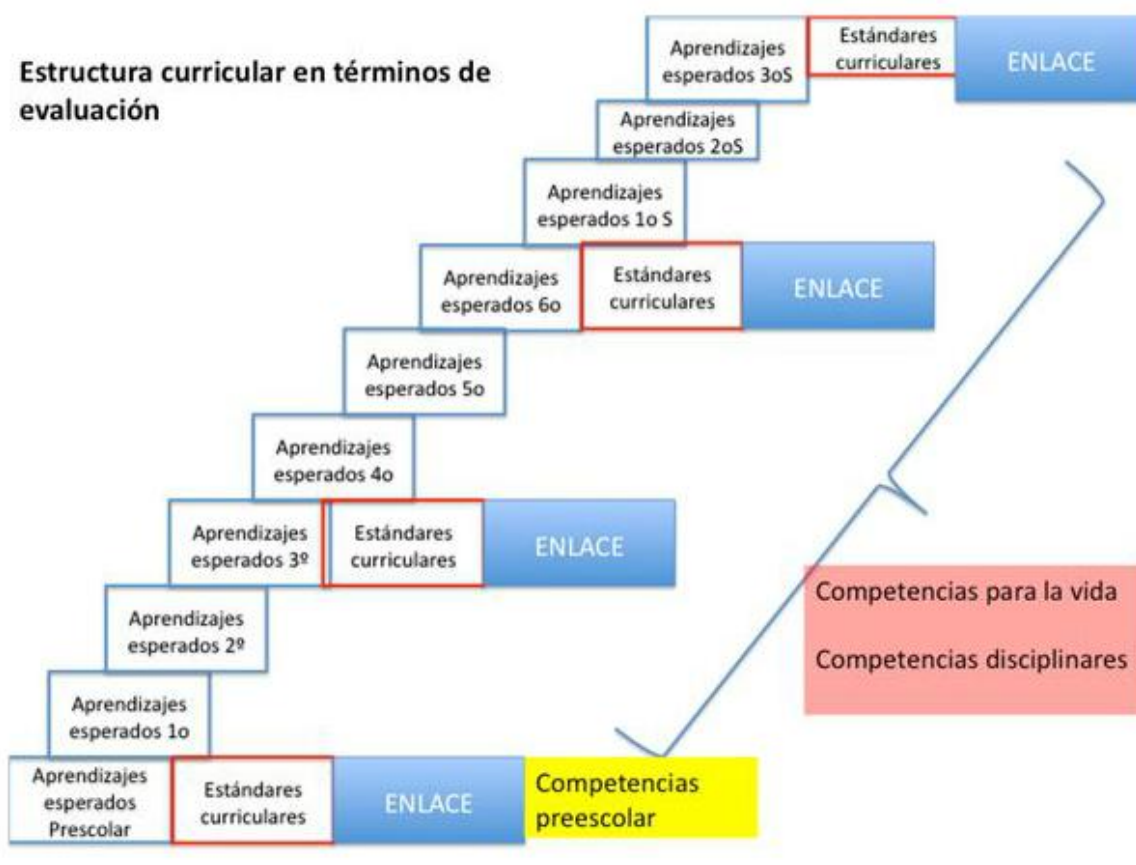 Estructura curricular en términos de
evaluación
Aprendizajes
esperados 3oS
Estándares
curriculares
ENLACE
Aprendizajes
esperados 2oS
Aprendizajes
esperados 1o S
Aprendizajes
esperados 6o
Estándares
curriculares
ENLACE
Aprendizajes
esperados 5o
Aprendizajes
esperados 4o
Aprendizajes
esperados 3º
Estándares
curriculares
ENLACE
Competencias para la vida
Competencias disciplinares
Aprendizajes
esperados 2º
Aprendizajes
esperados 1o
Aprendizajes
esperados
Prescolar
Estándares
curriculares
ENLACE
Competencias
preescolar